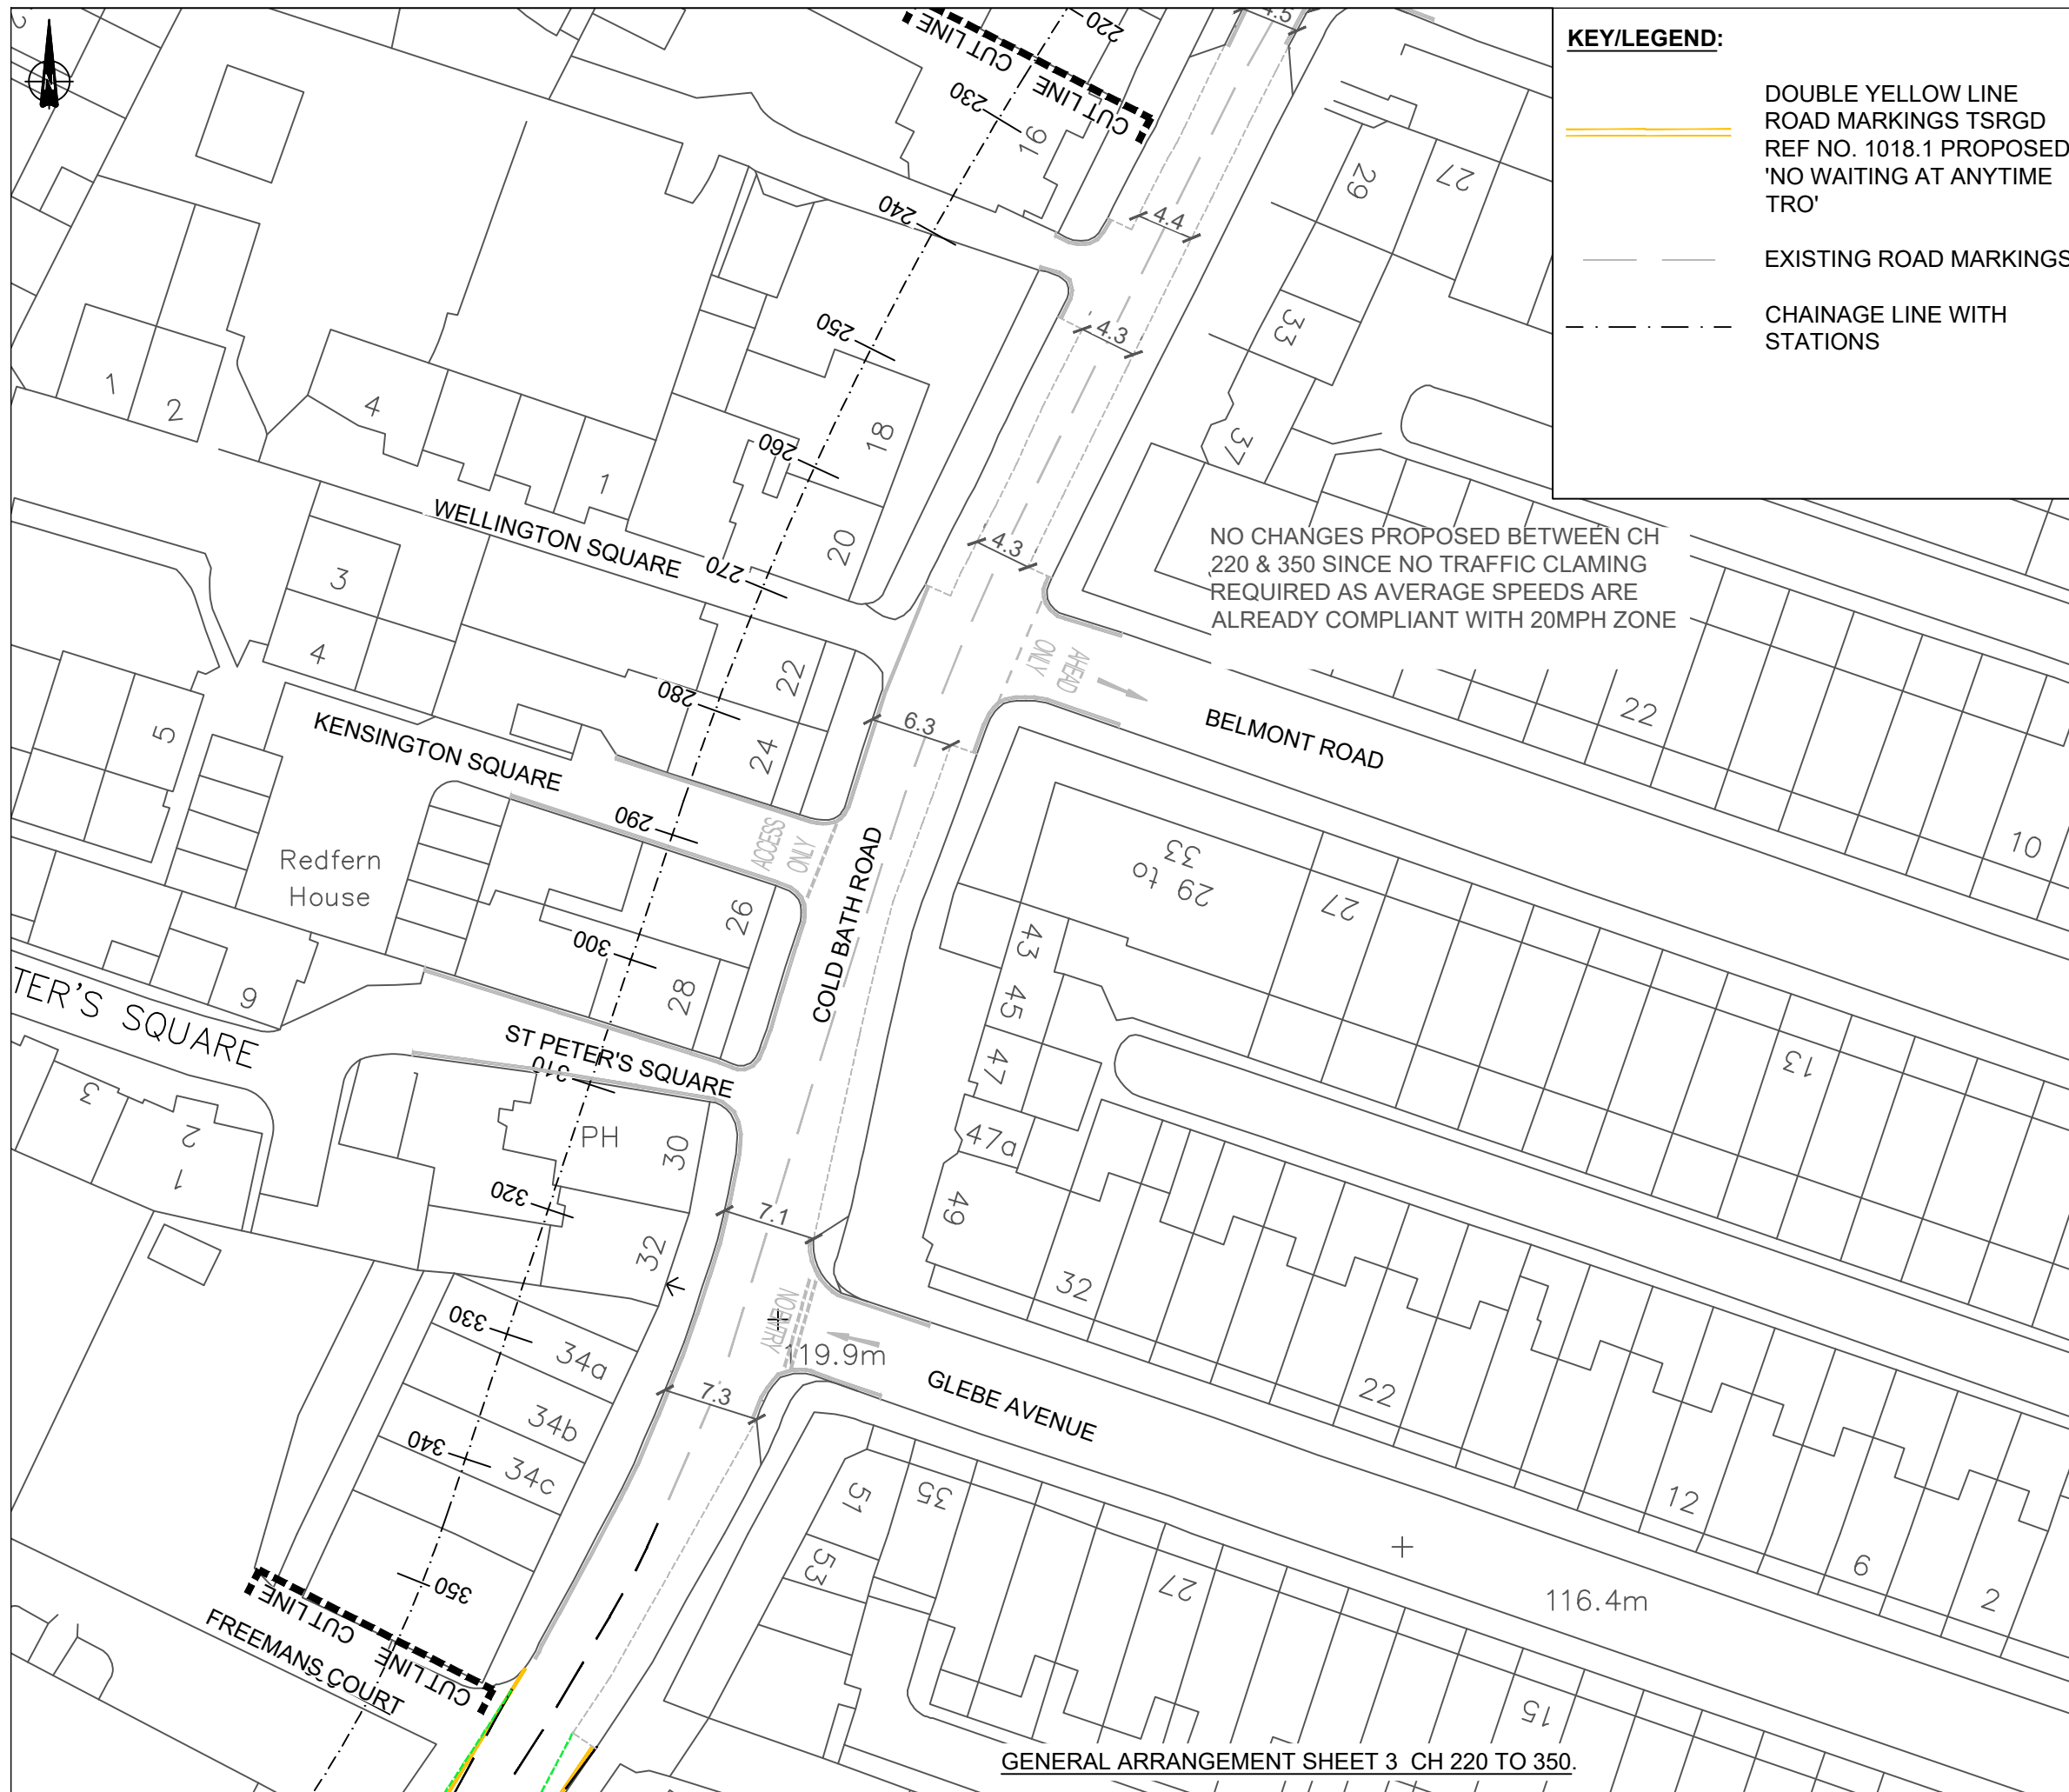 KEY/LEGEND:
DOUBLE YELLOW LINE
ROAD MARKINGS TSRGD
REF NO. 1018.1 PROPOSED
'NO WAITING AT ANYTIME
TRO'
EXISTING ROAD MARKINGS
CHAINAGE LINE WITH
STATIONS
CUT LINE
CUT LINE
220
230
240
250
260
270
280
290
300
310
320
330
340
350
4.5
4.4
4.3
4.3
6.3
7.1
7.3
16
29
27
33
37
18
20
1
2
4
1
3
4
5
22
24
WELLINGTON SQUARE
KENSINGTON SQUARE
NO CHANGES PROPOSED BETWEEN CH
220 & 350 SINCE NO TRAFFIC CLAMING
REQUIRED AS AVERAGE SPEEDS ARE
ALREADY COMPLIANT WITH 20MPH ZONE
AHEAD
ONLY
BELMONT ROAD
22
10
ACCESS
ONLY
COLD BATH ROAD
Redfern
House
26
28
9
29 to
33
27
43
45
47
47a
49
13
TER'S SQUARE
ST PETER'S SQUARE
3
2
1
PH
30
32
34a
34b
34c
NO ENTRY
119.9m
GLEBE AVENUE
32
22
12
6
2
51
53
35
27
15
116.4m
CUT LINE
CUT LINE
FREEMANS COURT
GENERAL ARRANGEMENT SHEET 3 CH 220 TO 350.